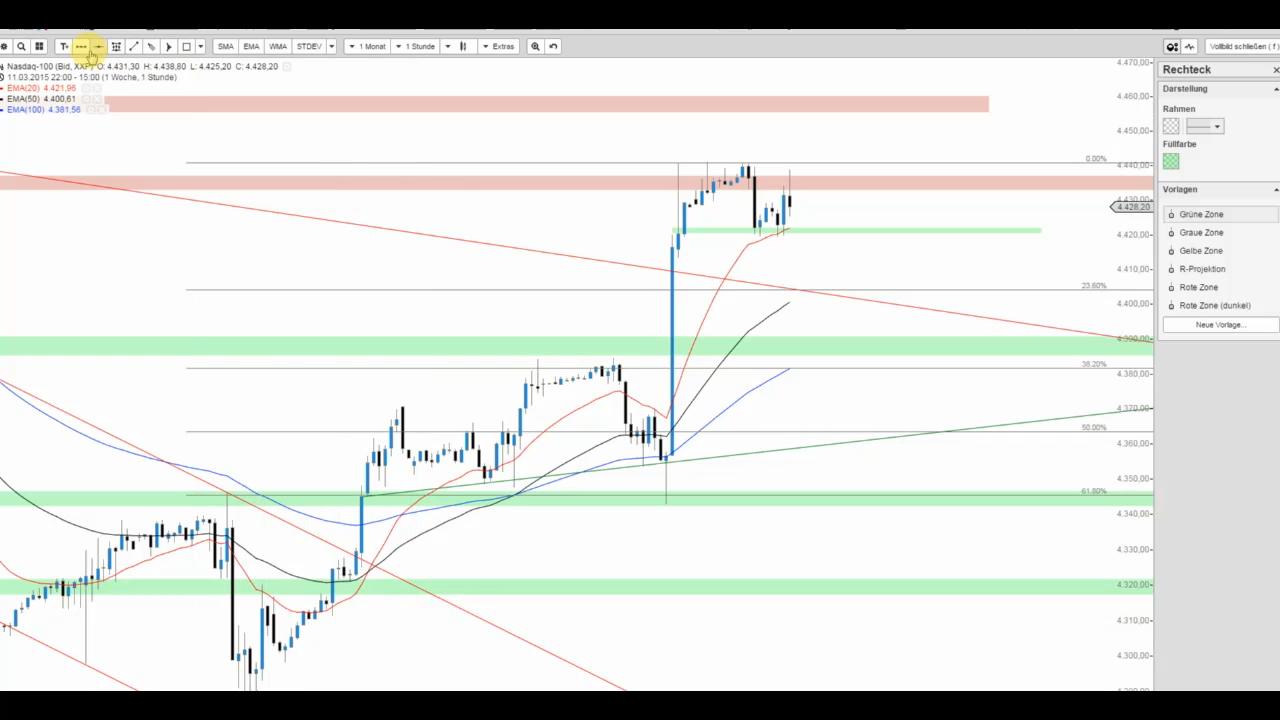 T SMA EMA WMA STDEV 1 Monat 1 Stunde Extras Vollbild schließen ( f )
Nasdaq-100 (Bid, XXP) O: 4.431,30 H: 4.438,80 L: 4.425,20 C: 4.428,20
11.03.2015 22:00 - 15:00 (1 Woche, 1 Stunde)
EMA(20) 4.421,95
EMA(50) 4.400,61
EMA(100) 4.381,56
4.470,00
4.460,00
4.450,00
0.00%
4.440,00
4.430,00
4.428,20
4.420,00
4.410,00
23.60%
4.400,00
4.390,00
38.20%
4.380,00
4.370,00
50.00%
4.360,00
4.350,00
61.80%
4.340,00
4.330,00
4.320,00
4.310,00
4.300,00
Rechteck
Darstellung
Rahmen
Füllfarbe
Vorlagen
Grüne Zone
Graue Zone
Gelbe Zone
R-Projektion
Rote Zone
Rote Zone (dunkel)
Neue Vorlage...